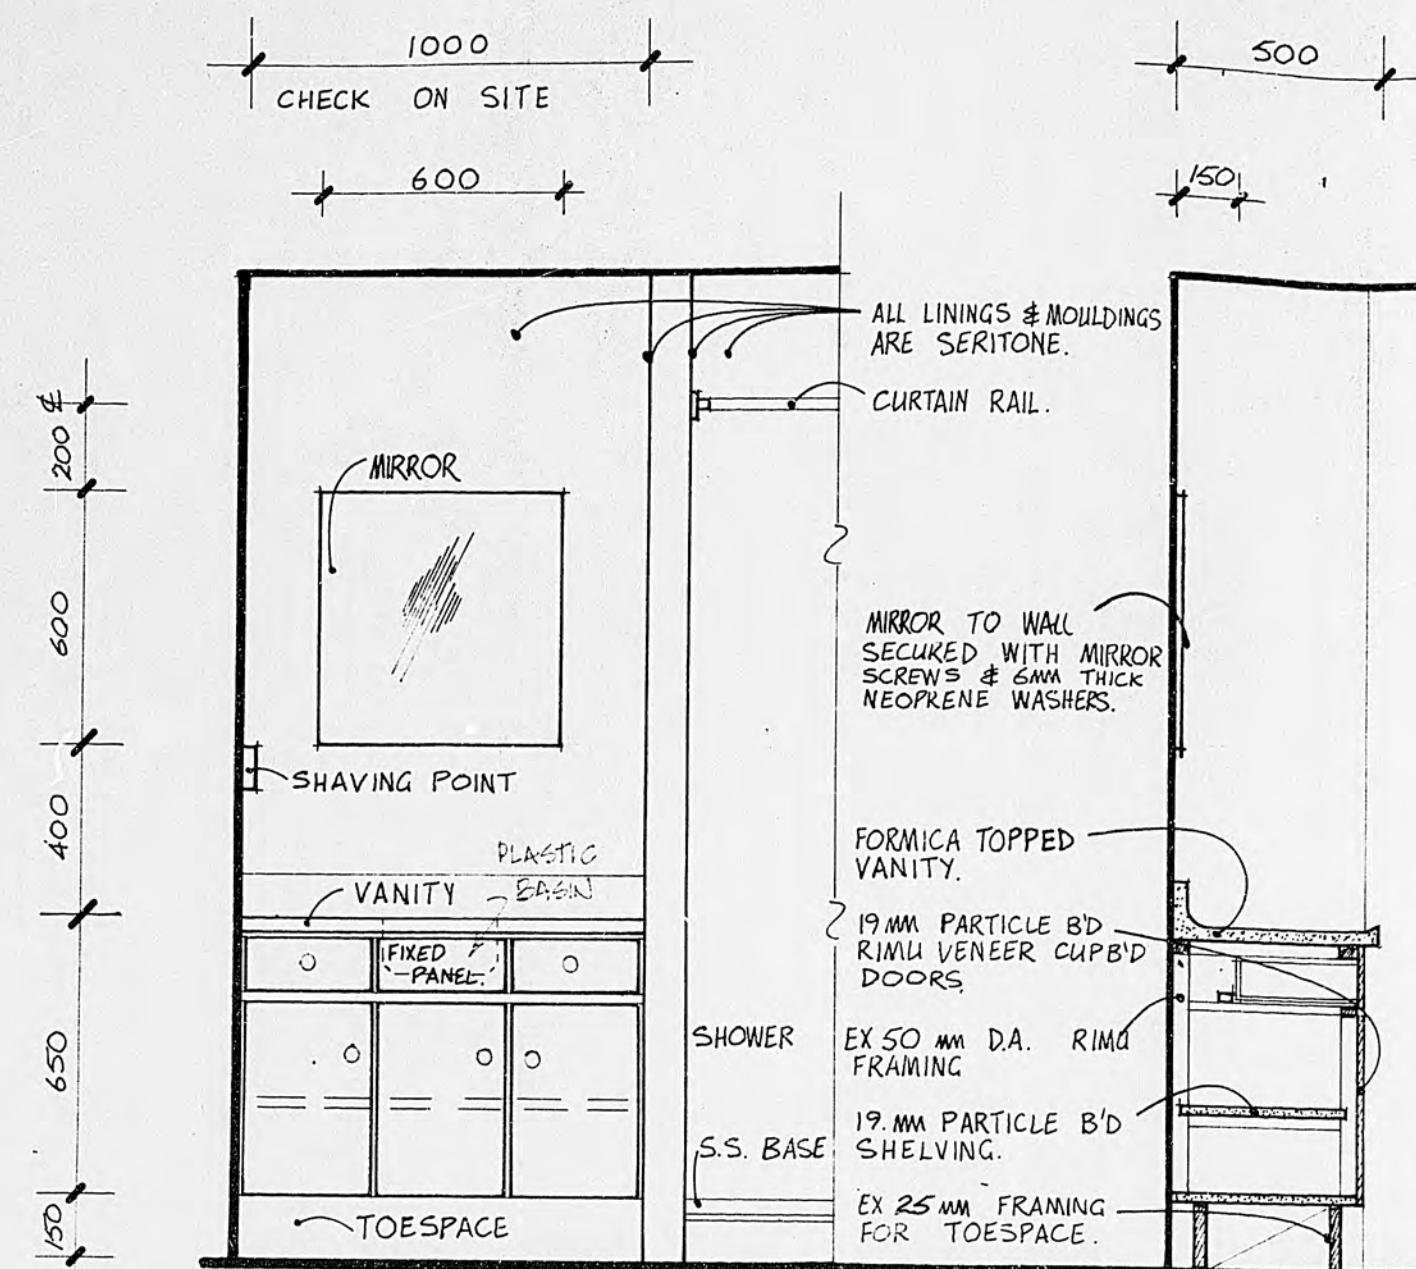 1000
CHECK ON SITE
500
600
150
ALL LININGS & MOULDINGS
ARE SERITONE.
CURTAIN RAIL.
200 ℄
MIRROR
600
MIRROR TO WALL
SECURED WITH MIRROR
SCREWS & 6MM THICK
NEOPRENE WASHERS.
SHAVING POINT
400
PLASTIC
BASIN
VANITY
FORMICA TOPPED
VANITY.
FIXED
PANEL.
19 MM PARTICLE B'D
RIMU VENEER CUPB'D
DOORS.
650
SHOWER
EX 50 MM D.A. RIMU
FRAMING
19.MM PARTICLE B'D
SHELVING.
S.S. BASE
150
TOESPACE
EX 25 MM FRAMING
FOR TOESPACE.